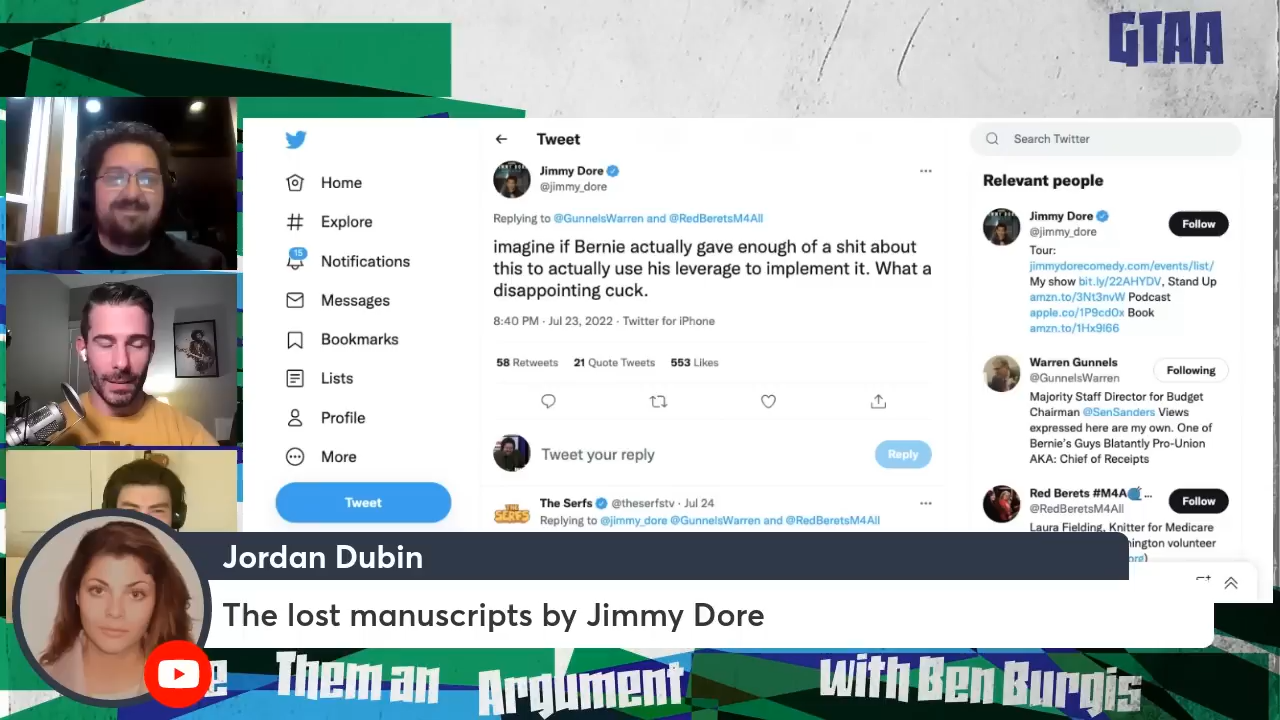 GTAA
Tweet
Search Twitter
Home
Explore
15
Notifications
Messages
Bookmarks
Lists
Profile
More
Tweet
Jimmy Dore
@jimmy_dore
Replying to @GunnelsWarren and @RedBeretsM4All
imagine if Bernie actually gave enough of a shit about
this to actually use his leverage to implement it. What a
disappointing cuck.
8:40 PM · Jul 23, 2022 · Twitter for iPhone
58 Retweets 21 Quote Tweets 553 Likes
Tweet your reply
Reply
THE SERFS
The Serfs @theserfstv · Jul 24
Replying to @jimmy_dore @GunnelsWarren and @RedBeretsM4All
Relevant people
Jimmy Dore
@jimmy_dore
Follow
Tour:
jimmydorecomedy.com/events/list/
My show bit.ly/22AHYDV, Stand Up
amzn.to/3Nt3nvW Podcast
apple.co/1P9cd0x Book
amzn.to/1Hx9I66
Warren Gunnels
@GunnelsWarren
Following
Majority Staff Director for Budget
Chairman @SenSanders Views
expressed here are my own. One of
Bernie's Guys Blatantly Pro-Union
AKA: Chief of Receipts
Red Berets #M4A ...
@RedBeretsM4All
Follow
Laura Fielding, Knitter for Medicare
hington volunteer
org)
Jordan Dubin
The lost manuscripts by Jimmy Dore
e Them an Argument with Ben Burgis